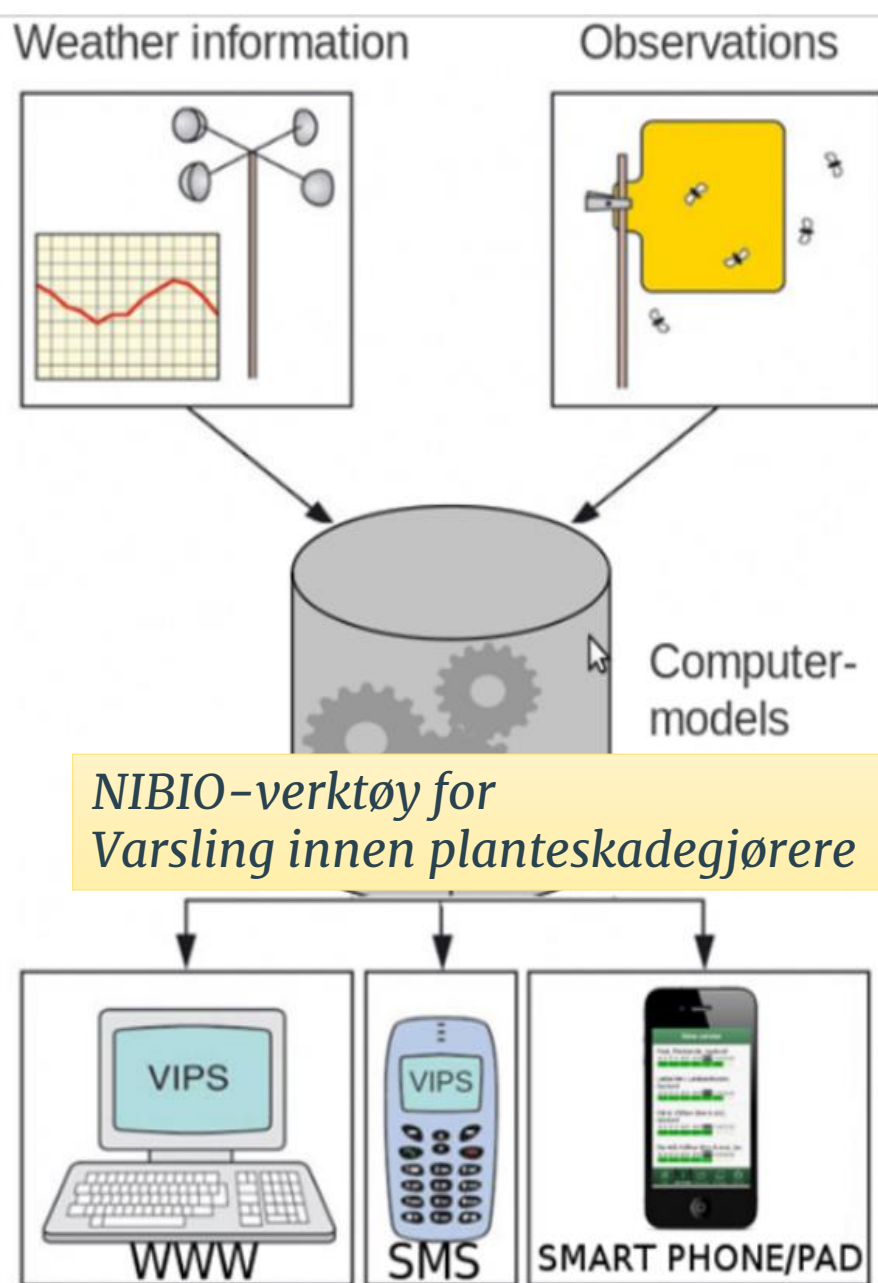 Weather information
Observations
Computer-
models
NIBIO-verktøy for
Varsling innen planteskadegjørere
VIPS
VIPS
WWW
SMS
SMART PHONE/PAD